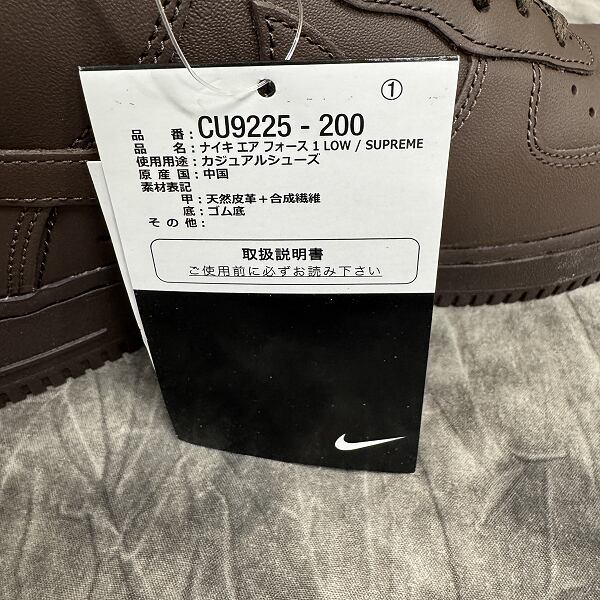 ①
品 番：CU9225 - 200
品 名：ナイキ エア フォース 1 LOW / SUPREME
使用用途：カジュアルシューズ
原 産 国：中国
素材表記
甲：天然皮革＋合成繊維
底：ゴム底
そ の 他：
取扱説明書
ご使用前に必ずお読み下さい